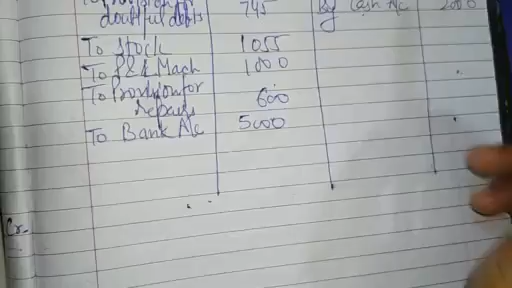 doubtful debts 745 By Cash A/c 2000
To Stock 1055
To P&L Mach 1800
To Provision for
Repairs 600
To Bank A/c 5000
Cr.